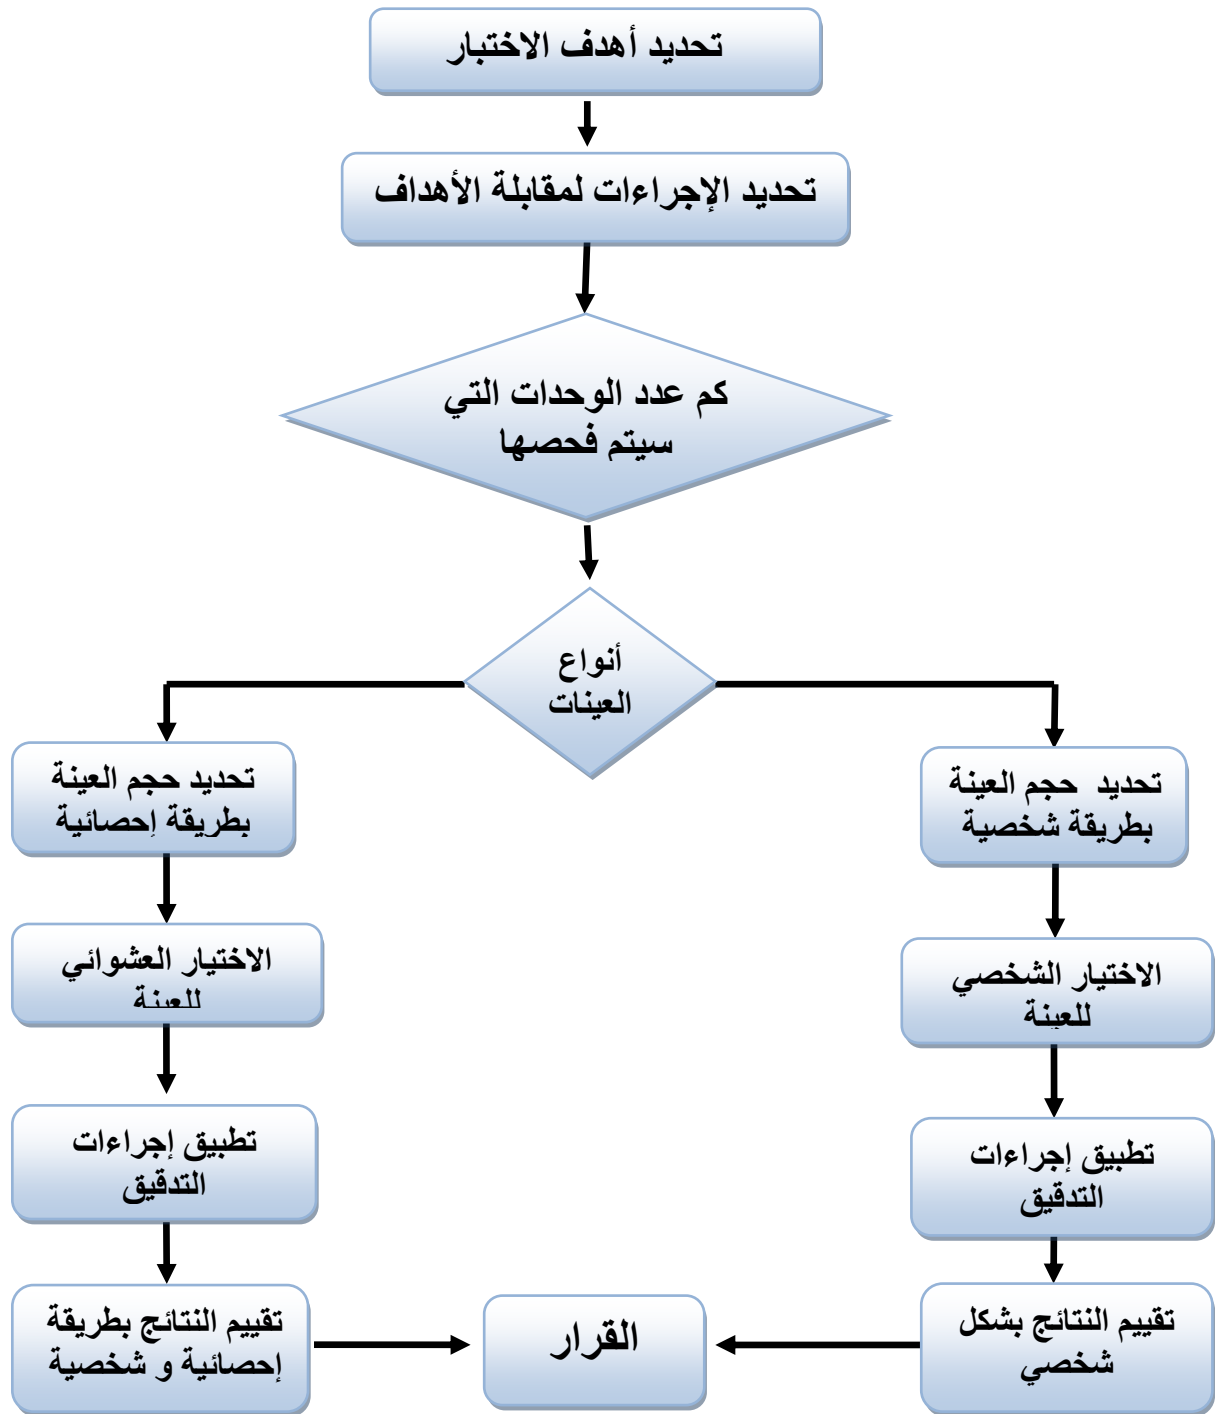 تحديد أهدف الاختبار
تحديد الإجراءات لمقابلة الأهداف
كم عدد الوحدات التي
سيتم فحصها
أنواع
العينات
تحديد حجم العينة
بطريقة شخصية
الاختيار الشخصي
للعينة
تطبيق إجراءات
التدقيق
تقييم النتائج بشكل
شخصي
تحديد حجم العينة
بطريقة إحصائية
الاختيار العشوائي
للعينة
تطبيق إجراءات
التدقيق
تقييم النتائج بطريقة
إحصائية و شخصية
القرار